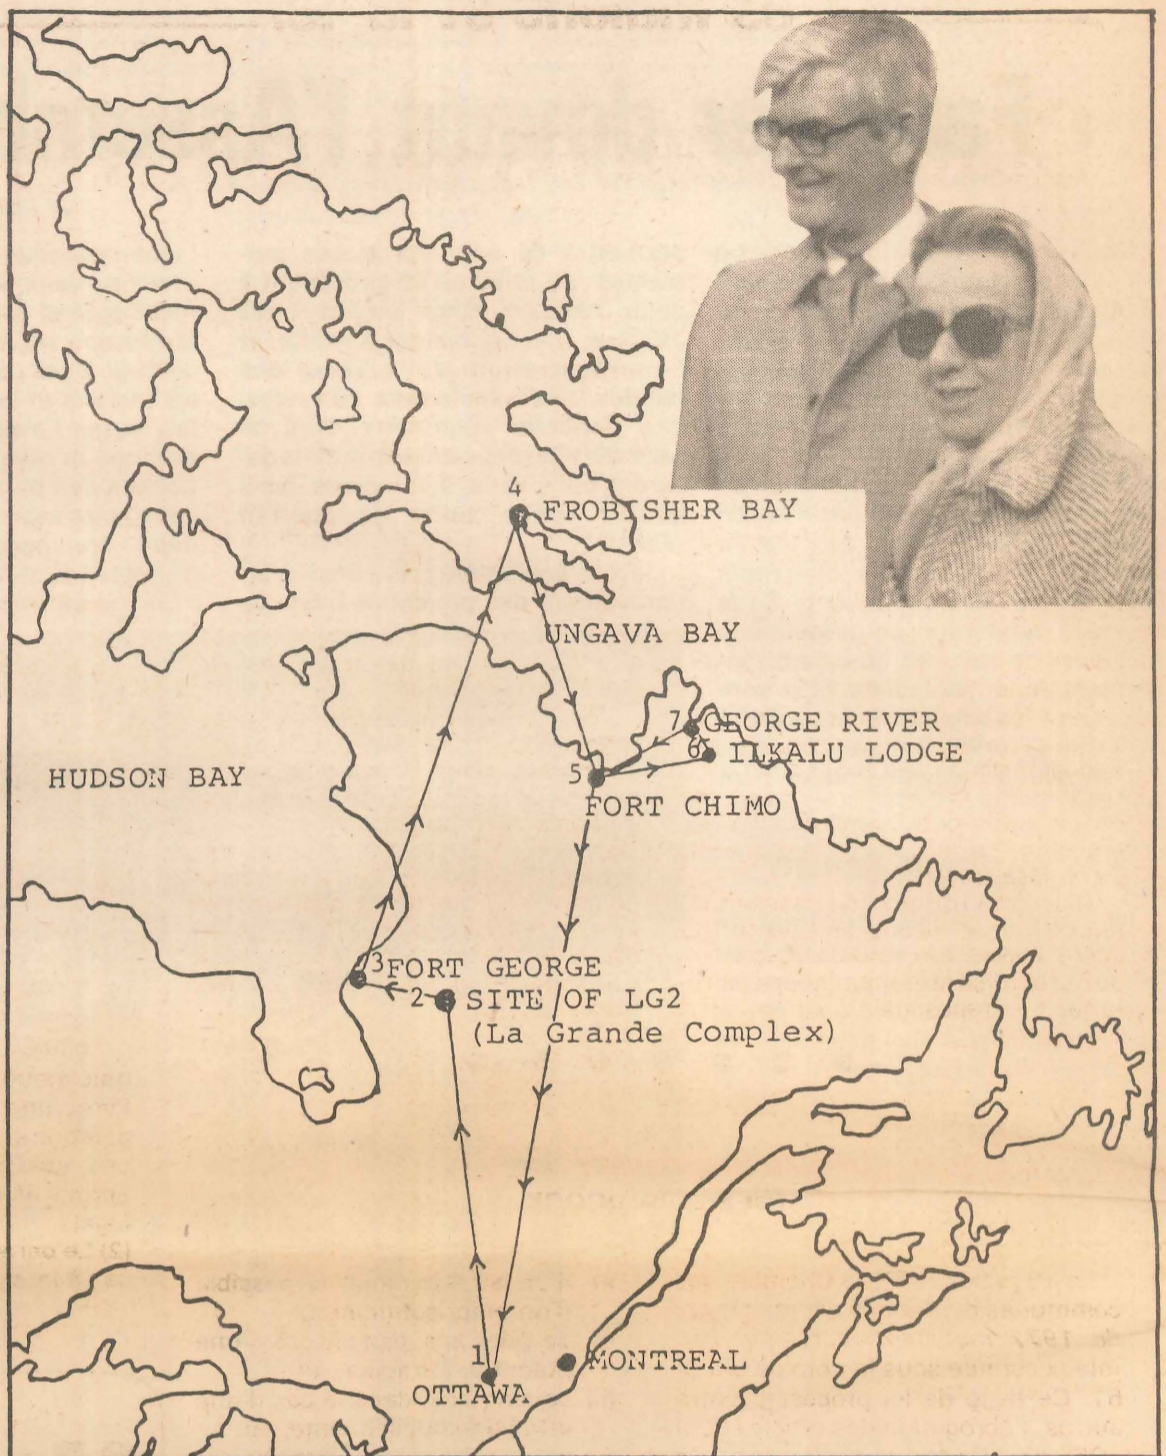 4
FROBISHER BAY
UNGAVA BAY
7 GEORGE RIVER
6 ILKALU LODGE
HUDSON BAY
5
FORT CHIMO
3 FORT GEORGE
2 SITE OF LG2
(La Grande Complex)
1
MONTREAL
OTTAWA